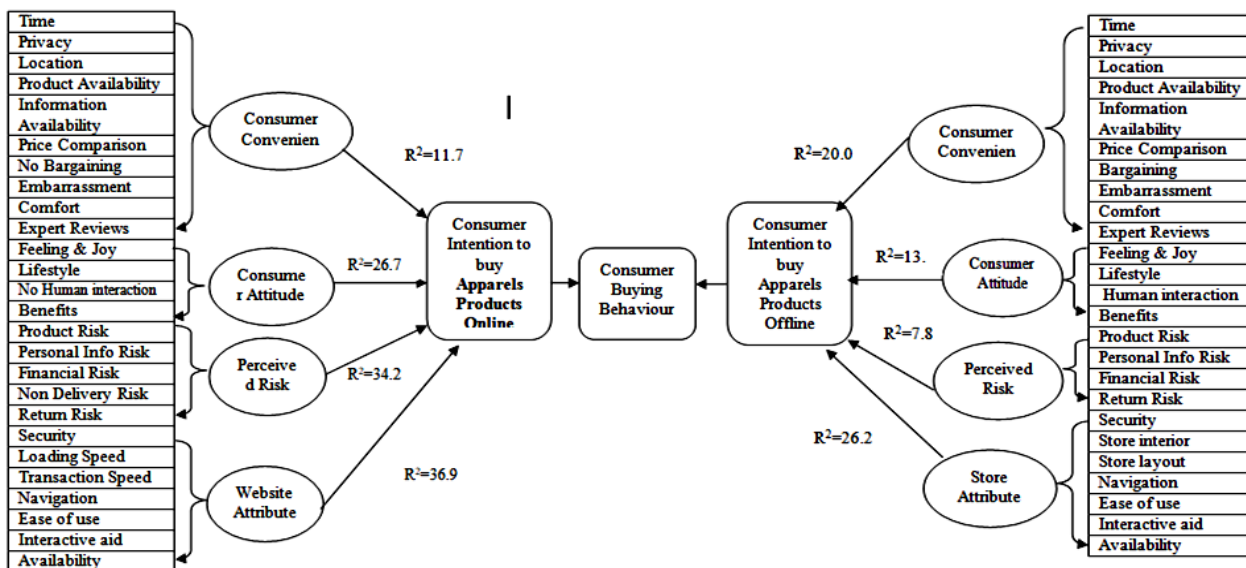 Time
Privacy
Location
Product Availability
Information
Availability
Price Comparison
No Bargaining
Embarrassment
Comfort
Expert Reviews
Feeling & Joy
Lifestyle
No Human interaction
Benefits
Product Risk
Personal Info Risk
Financial Risk
Non Delivery Risk
Return Risk
Security
Loading Speed
Transaction Speed
Navigation
Ease of use
Interactive aid
Availability
Consumer
Convenien
Consume
r Attitude
Perceive
d Risk
Website
Attribute
R²=11.7
R²=26.7
R²=34.2
R²=36.9
Consumer
Intention to
buy
Apparels
Products
Online
Consumer
Buying
Behaviour
Consumer
Intention to
buy
Apparels
Products
Offline
R²=20.0
R²=13.
R²=7.8
R²=26.2
Consumer
Convenien
Consumer
Attitude
Perceived
Risk
Store
Attribute
Time
Privacy
Location
Product Availability
Information
Availability
Price Comparison
Bargaining
Embarrassment
Comfort
Expert Reviews
Feeling & Joy
Lifestyle
Human interaction
Benefits
Product Risk
Personal Info Risk
Financial Risk
Return Risk
Security
Store interior
Store layout
Navigation
Ease of use
Interactive aid
Availability